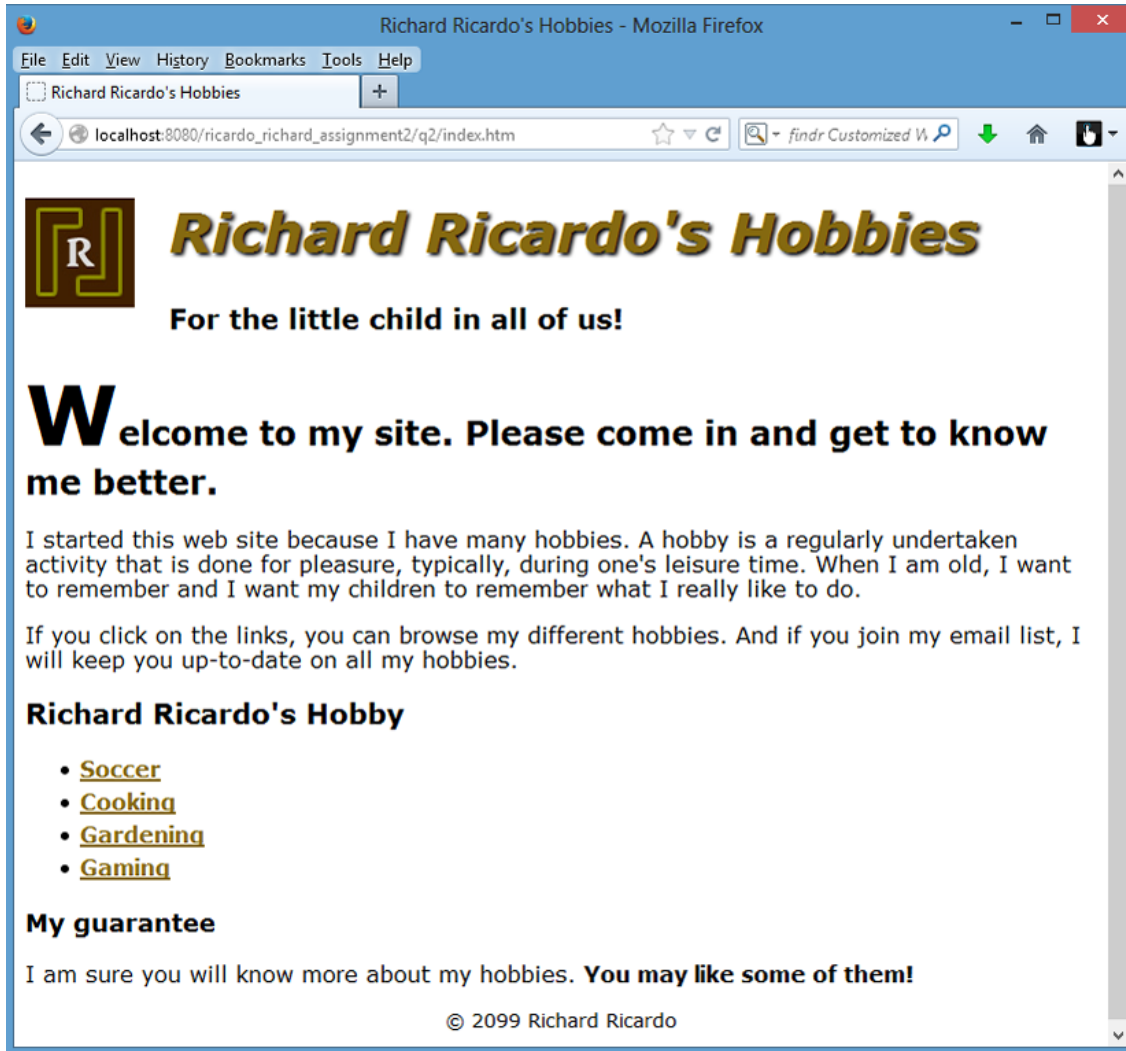 Richard Ricardo's Hobbies - Mozilla Firefox
File Edit View History Bookmarks Tools Help
Richard Ricardo's Hobbies +
localhost:8080/ricardo_richard_assignment2/q2/index.htm findr Customized
R
Richard Ricardo's Hobbies
For the little child in all of us!
Welcome to my site. Please come in and get to know
me better.
I started this web site because I have many hobbies. A hobby is a regularly undertaken
activity that is done for pleasure, typically, during one's leisure time. When I am old, I want
to remember and I want my children to remember what I really like to do.
If you click on the links, you can browse my different hobbies. And if you join my email list, I
will keep you up-to-date on all my hobbies.
Richard Ricardo's Hobby
• Soccer
• Cooking
• Gardening
• Gaming
My guarantee
I am sure you will know more about my hobbies. You may like some of them!
© 2099 Richard Ricardo